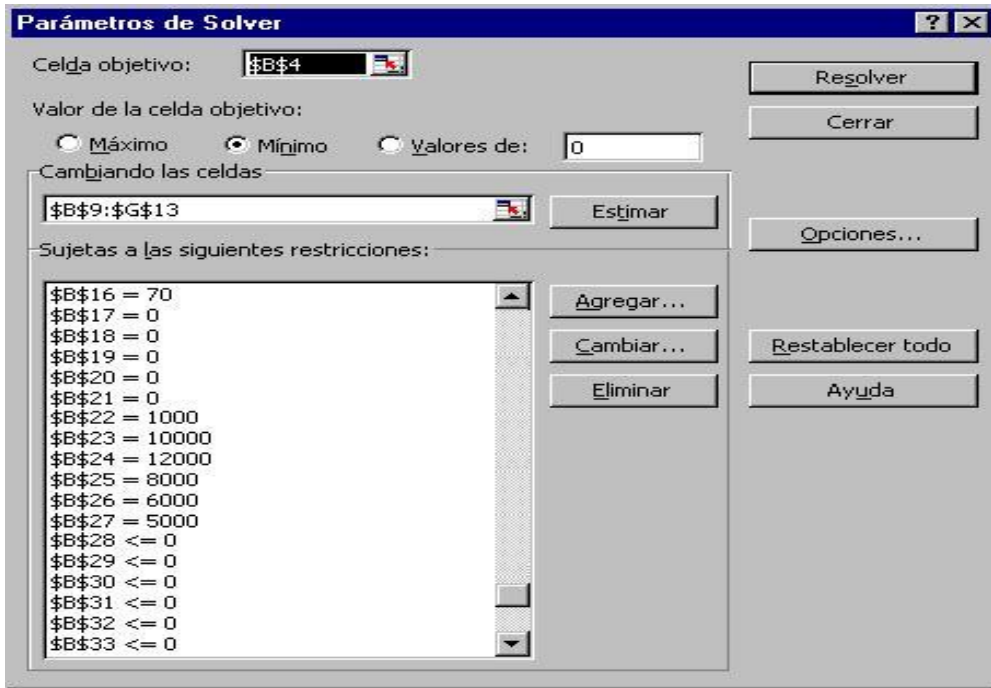 Parámetros de Solver
Celda objetivo: $B$4
Resolver
Valor de la celda objetivo:
Cerrar
Máximo Mínimo Valores de: 0
Cambiando las celdas
$B$9:$G$13 Estimar
Opciones...
Sujetas a las siguientes restricciones:
$B$16 = 70
$B$17 = 0
$B$18 = 0
$B$19 = 0
$B$20 = 0
$B$21 = 0
$B$22 = 1000
$B$23 = 10000
$B$24 = 12000
$B$25 = 8000
$B$26 = 6000
$B$27 = 5000
$B$28 <= 0
$B$29 <= 0
$B$30 <= 0
$B$31 <= 0
$B$32 <= 0
$B$33 <= 0
Agregar...
Cambiar... Restablecer todo
Eliminar Ayuda